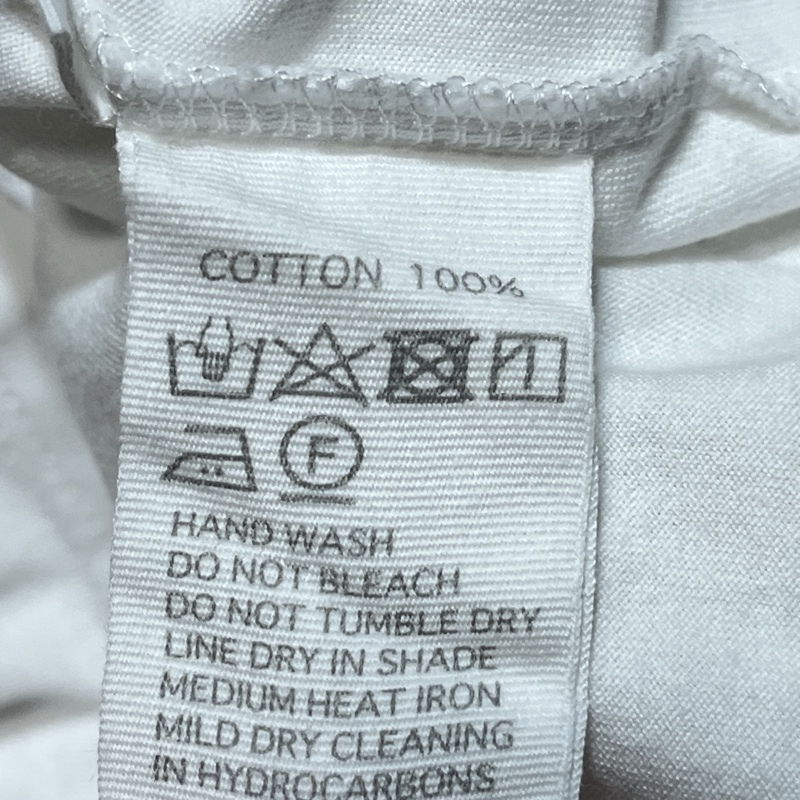 COTTON 100%
F
HAND WASH
DO NOT BLEACH
DO NOT TUMBLE DRY
LINE DRY IN SHADE
MEDIUM HEAT IRON
MILD DRY CLEANING
IN HYDROCARBONS